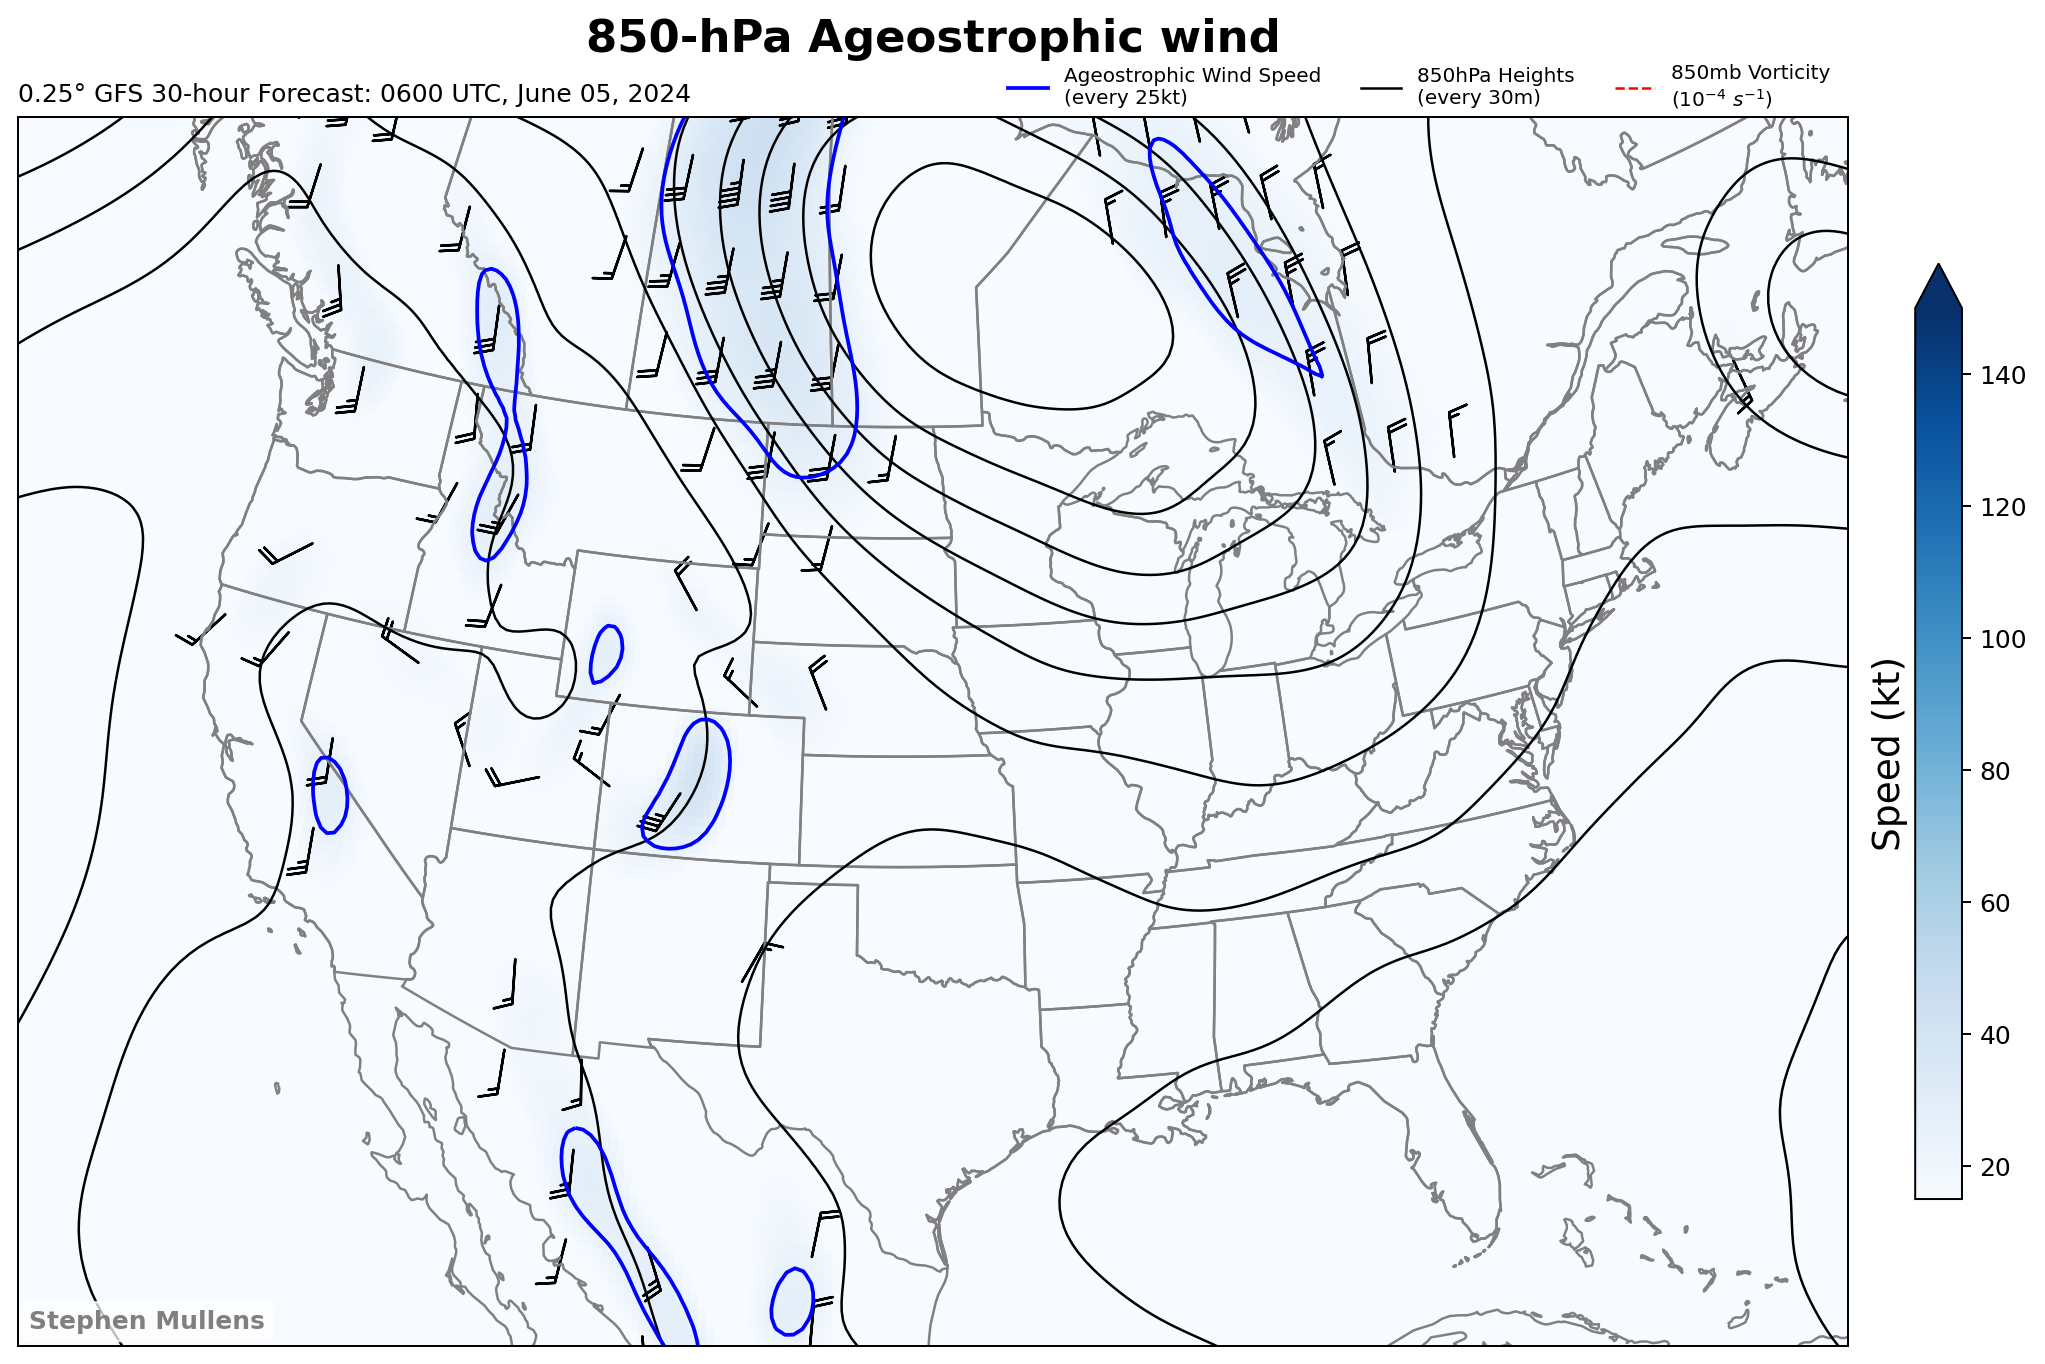 850-hPa Ageostrophic wind
0.25° GFS 30-hour Forecast: 0600 UTC, June 05, 2024
Ageostrophic Wind Speed
(every 25kt)
850hPa Heights
(every 30m)
850mb Vorticity
(10⁻⁴ s⁻¹)
140
120
100
80
60
40
20
Speed (kt)
Stephen Mullens